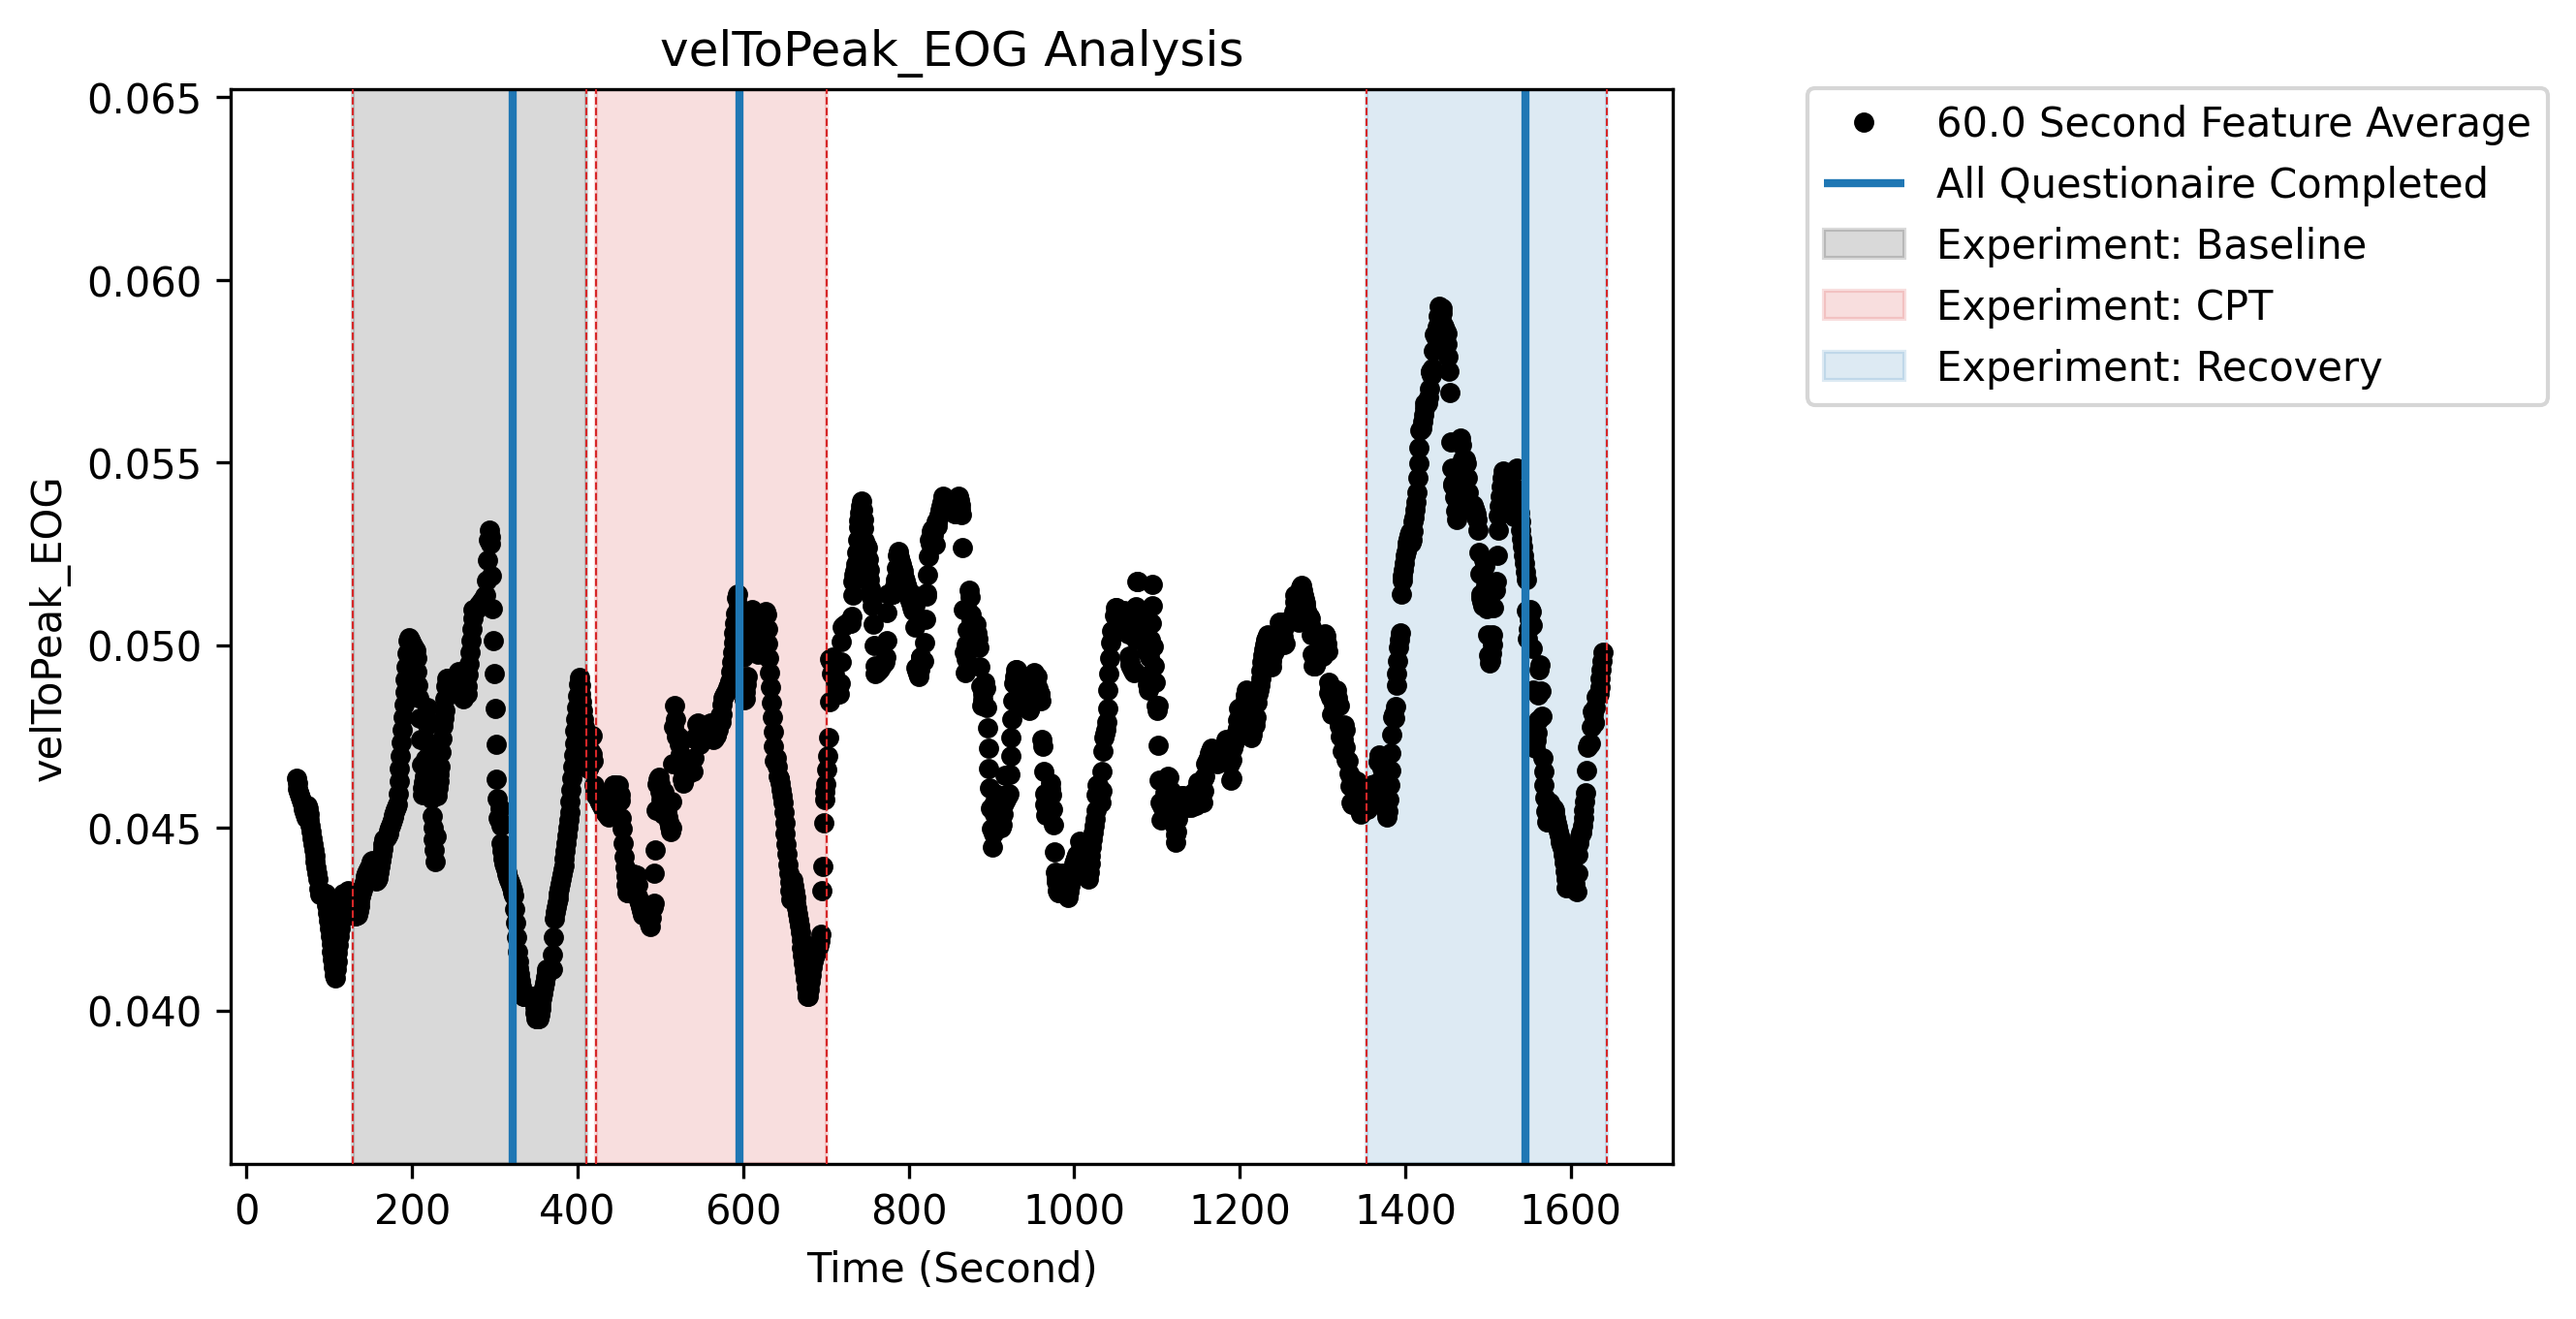 velToPeak_EOG Analysis
velToPeak_EOG
0.065
0.060
0.055
0.050
0.045
0.040
0 200 400 600 800 1000 1200 1400 1600
Time (Second)
60.0 Second Feature Average
All Questionaire Completed
Experiment: Baseline
Experiment: CPT
Experiment: Recovery